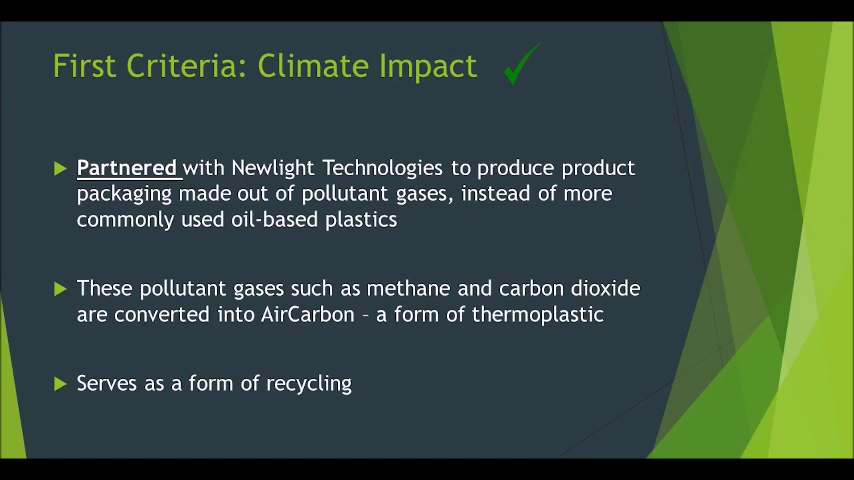 First Criteria: Climate Impact
Partnered with Newlight Technologies to produce product
packaging made out of pollutant gases, instead of more
commonly used oil-based plastics
These pollutant gases such as methane and carbon dioxide
are converted into AirCarbon – a form of thermoplastic
Serves as a form of recycling